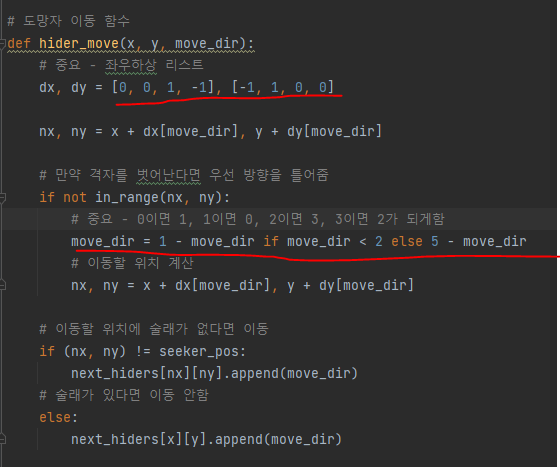 # 도망자 이동 함수
def hider_move(x, y, move_dir):
# 중요 - 좌우하상 리스트
dx, dy = [0, 0, 1, -1], [-1, 1, 0, 0]
nx, ny = x + dx[move_dir], y + dy[move_dir]
# 만약 격자를 벗어난다면 우선 방향을 틀어줌
if not in_range(nx, ny):
# 중요 - 0이면 1, 1이면 0, 2이면 3, 3이면 2가 되게함
move_dir = 1 - move_dir if move_dir < 2 else 5 - move_dir
# 이동할 위치 계산
nx, ny = x + dx[move_dir], y + dy[move_dir]
# 이동할 위치에 술래가 없다면 이동
if (nx, ny) != seeker_pos:
next_hiders[nx][ny].append(move_dir)
# 술래가 있다면 이동 안함
else:
next_hiders[x][y].append(move_dir)